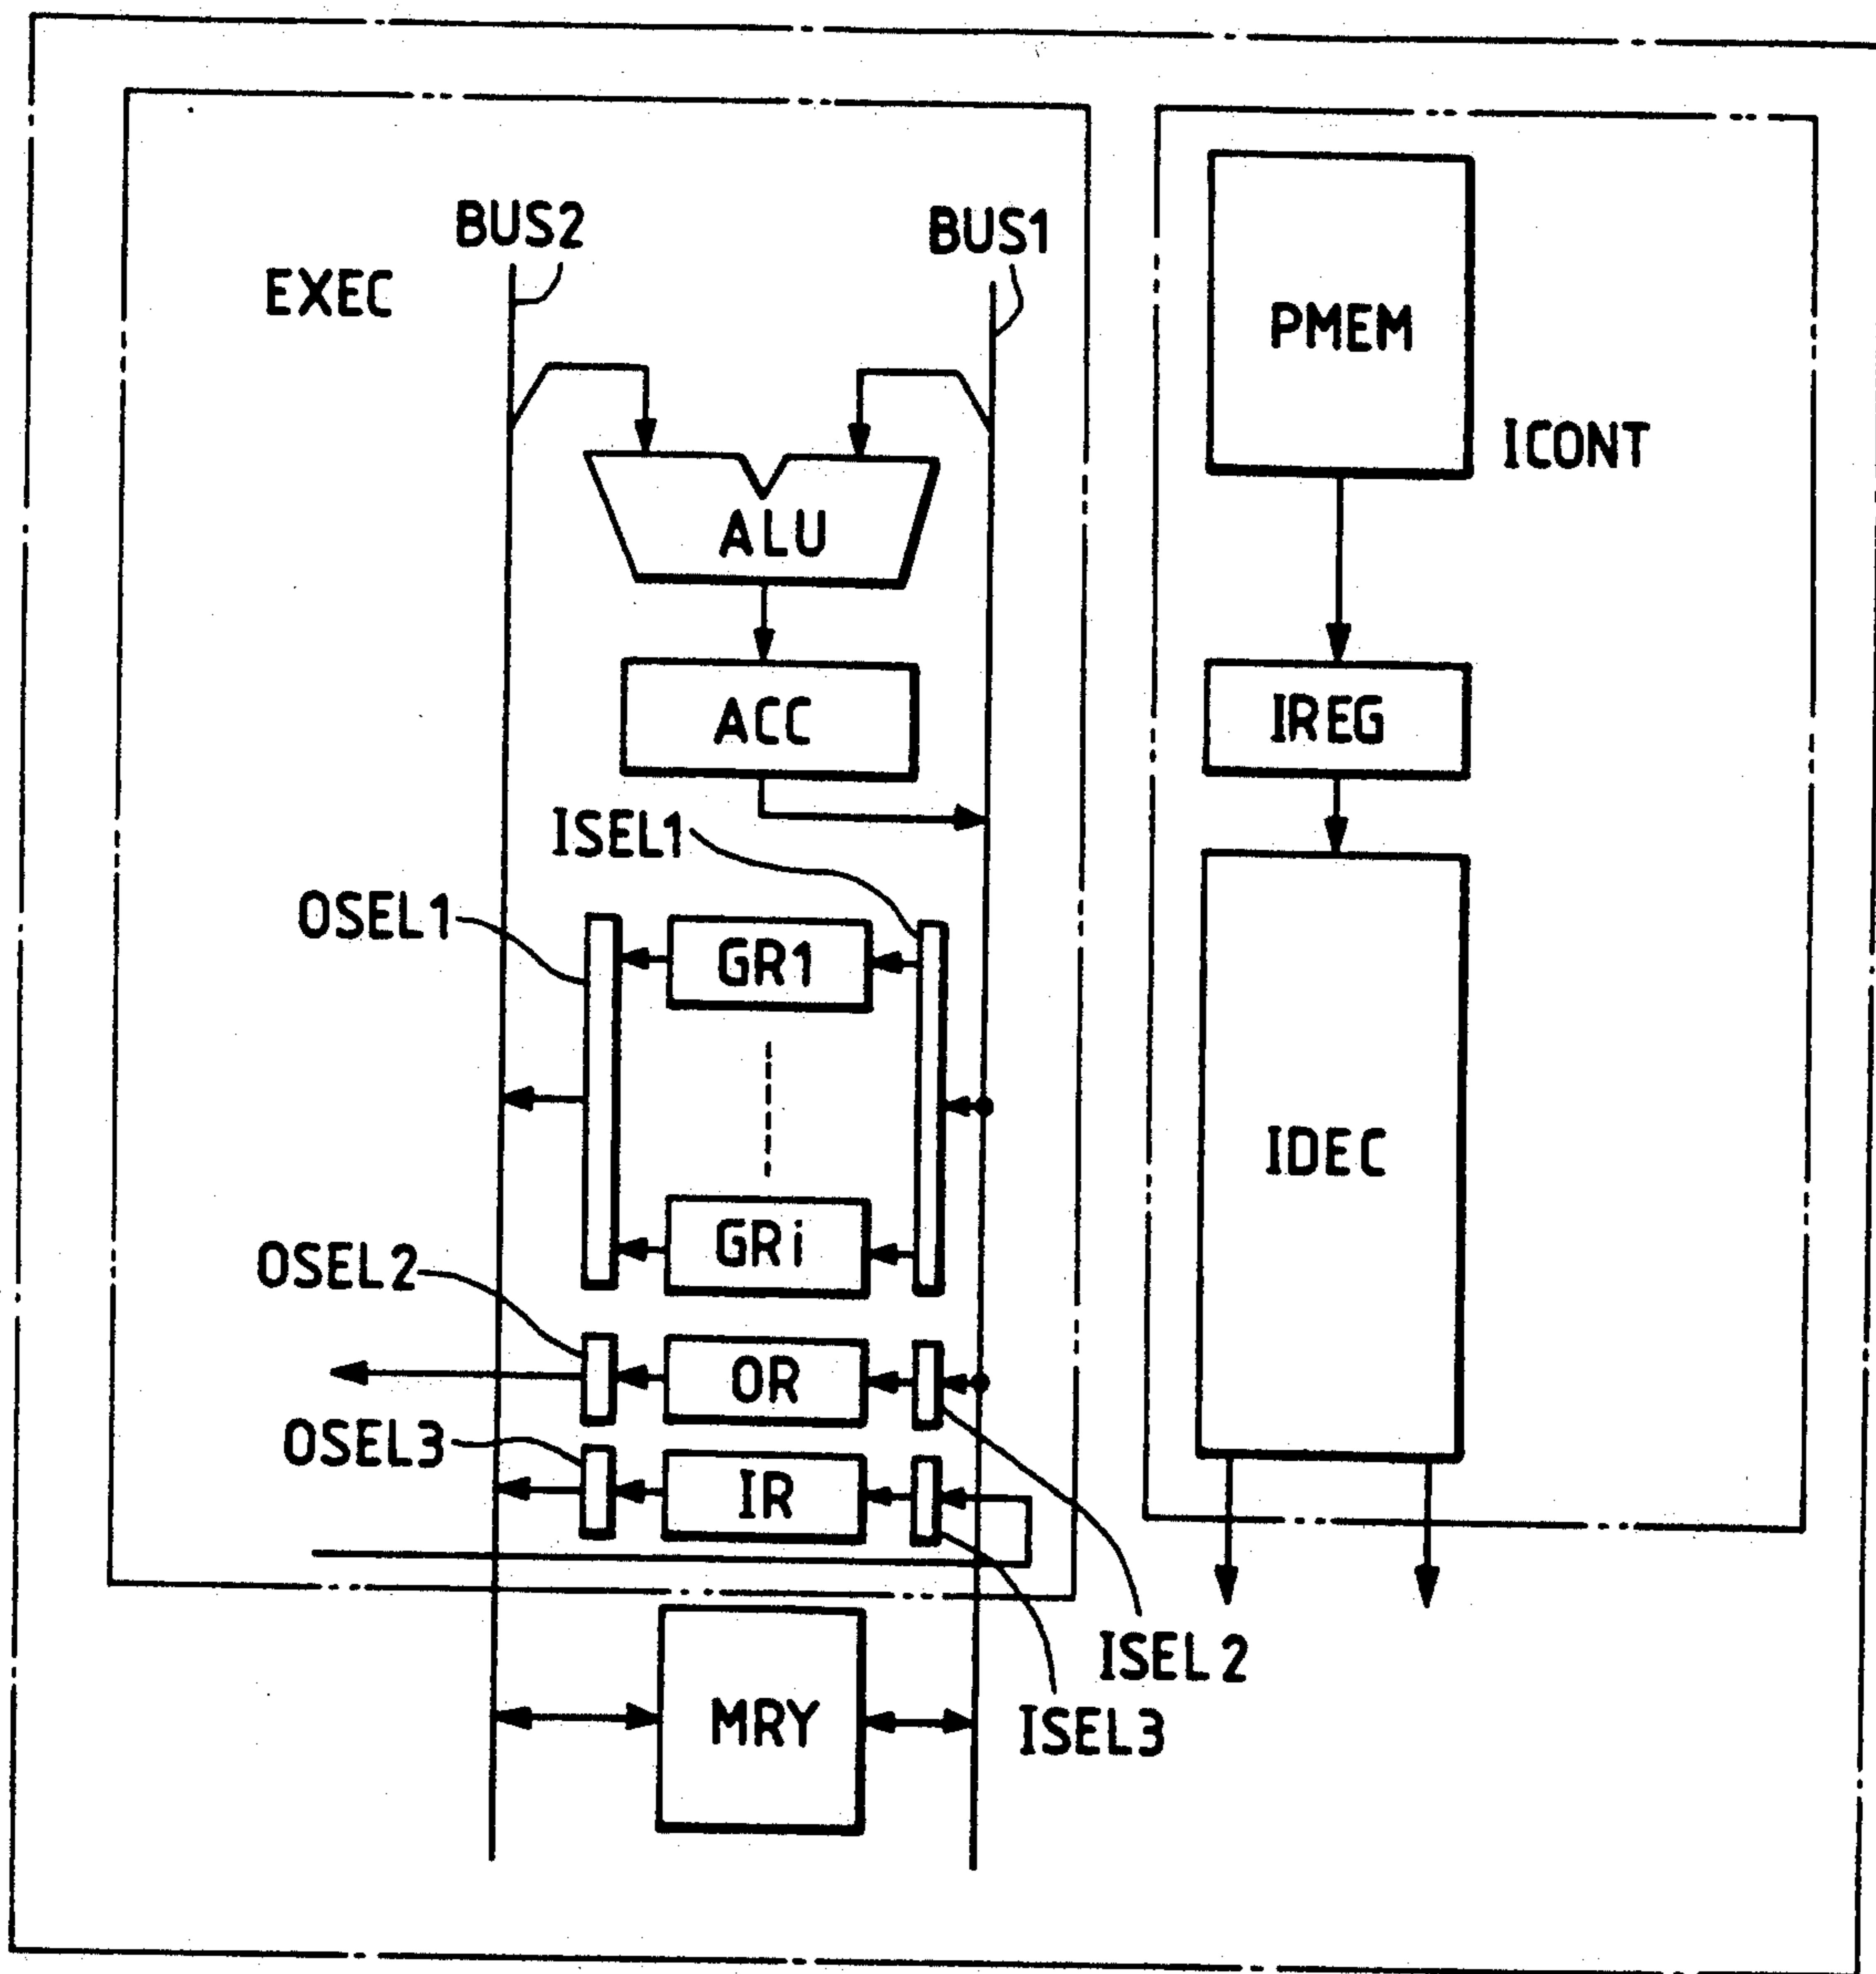 BUS2
BUS1
EXEC
PMEM
ICONT
ALU
ACC
IREG
ISEL1
OSEL1
GR1
IDEC
GRi
OSEL2
OR
OSEL3
IR
ISEL2
MRY
ISEL3